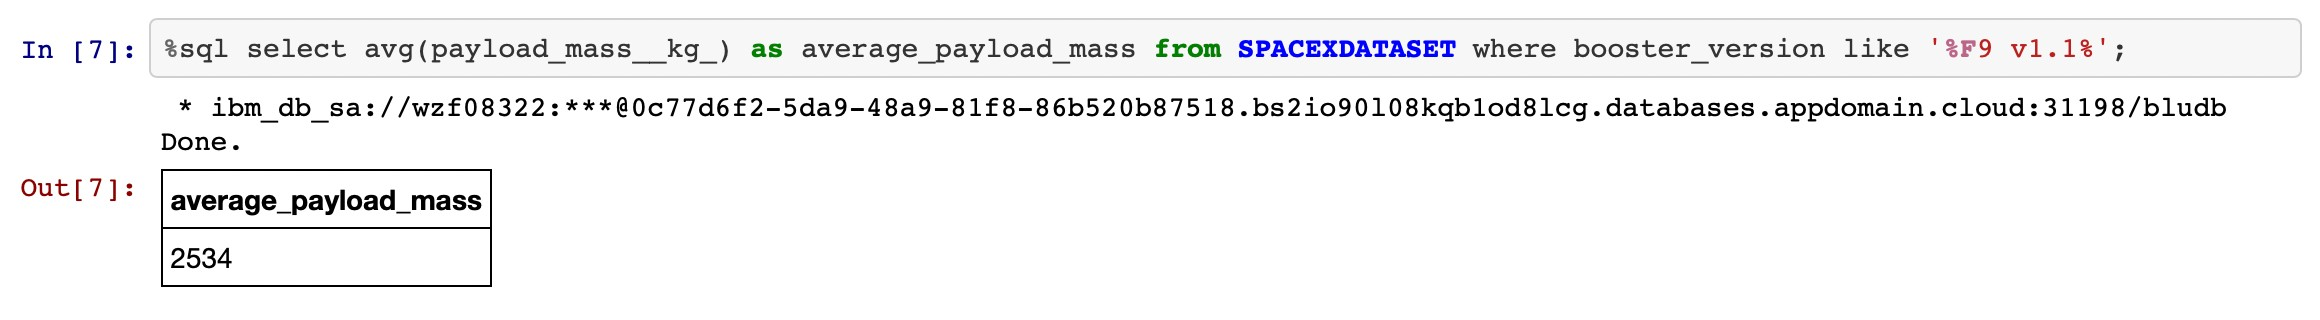 In [7]: %sql select avg(payload_mass__kg_) as average_payload_mass from SPACEXDATASET where booster_version like '%F9 v1.1%';
* ibm_db_sa://wzf08322:***@0c77d6f2-5da9-48a9-81f8-86b520b87518.bs2io90l08kqb1od8lcg.databases.appdomain.cloud:31198/bludb
Done.
Out[7]:
average_payload_mass
2534